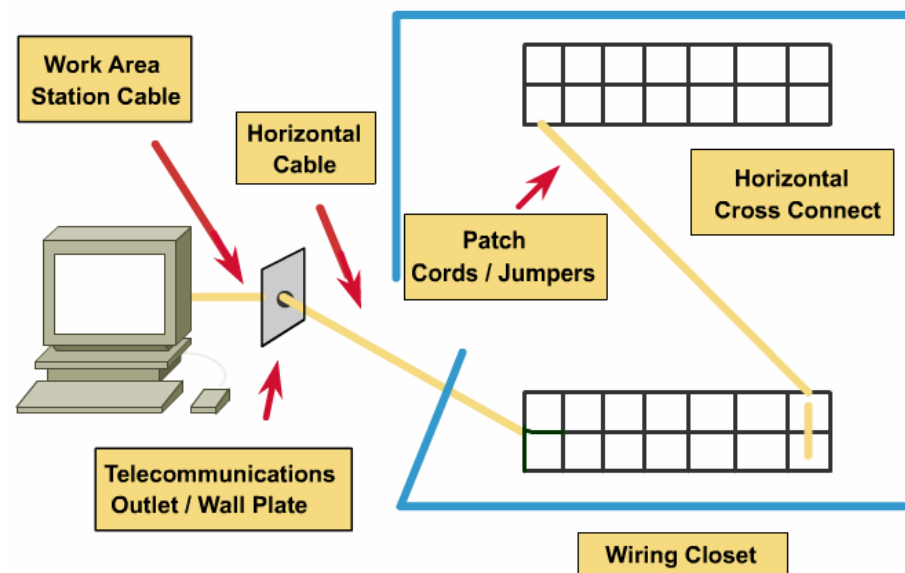 Work Area
Station Cable
Horizontal
Cable
Horizontal
Cross Connect
Patch
Cords / Jumpers
Telecommunications
Outlet / Wall Plate
Wiring Closet